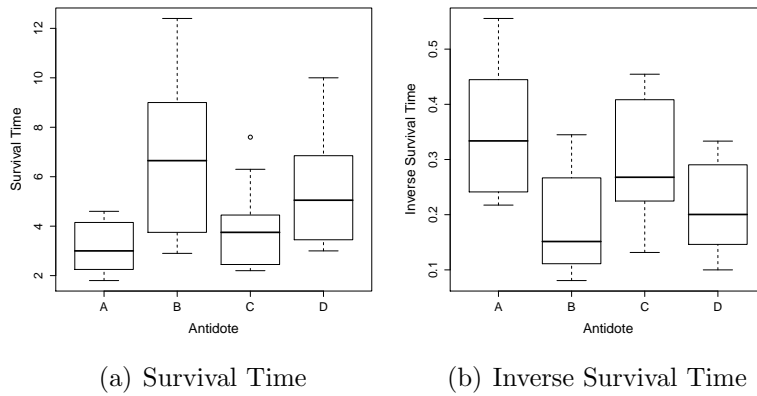 12
10
8
6
4
2
Survival Time
A B C D
Antidote
(a) Survival Time
0.5
0.4
0.3
0.2
0.1
Inverse Survival Time
A B C D
Antidote
(b) Inverse Survival Time